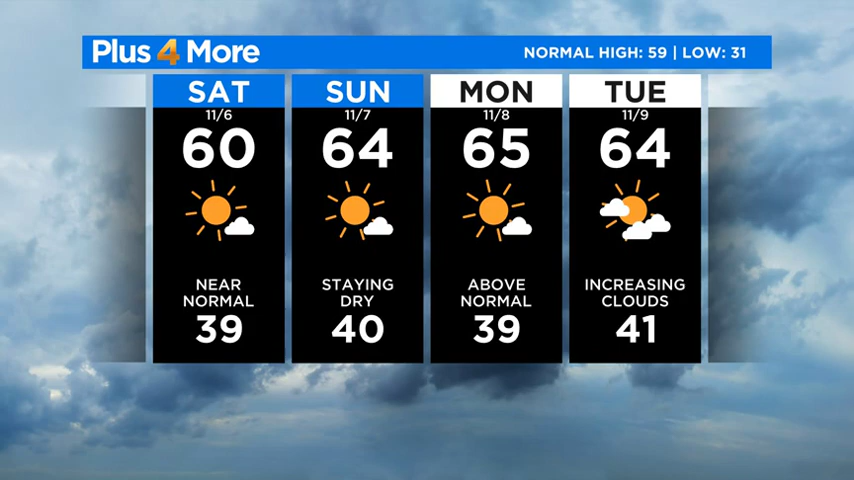 Plus 4 More
NORMAL HIGH: 59 | LOW: 31
SAT
11/6
60
NEAR
NORMAL
39
SUN
11/7
64
STAYING
DRY
40
MON
11/8
65
ABOVE
NORMAL
39
TUE
11/9
64
INCREASING
CLOUDS
41